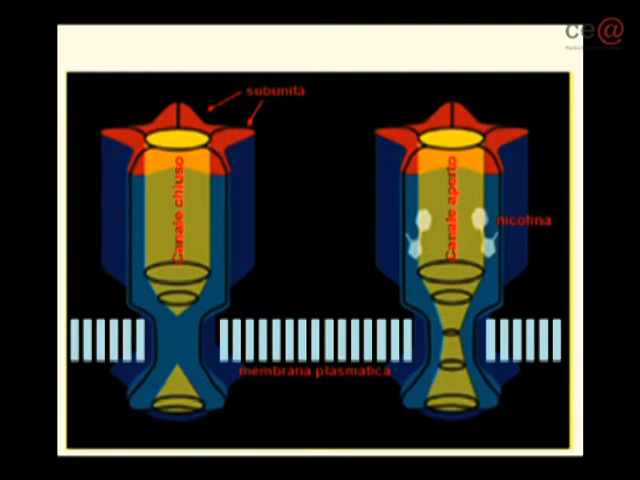 ce@
subunità
Canale chiuso
Canale aperto
nicotina
membrana plasmatica